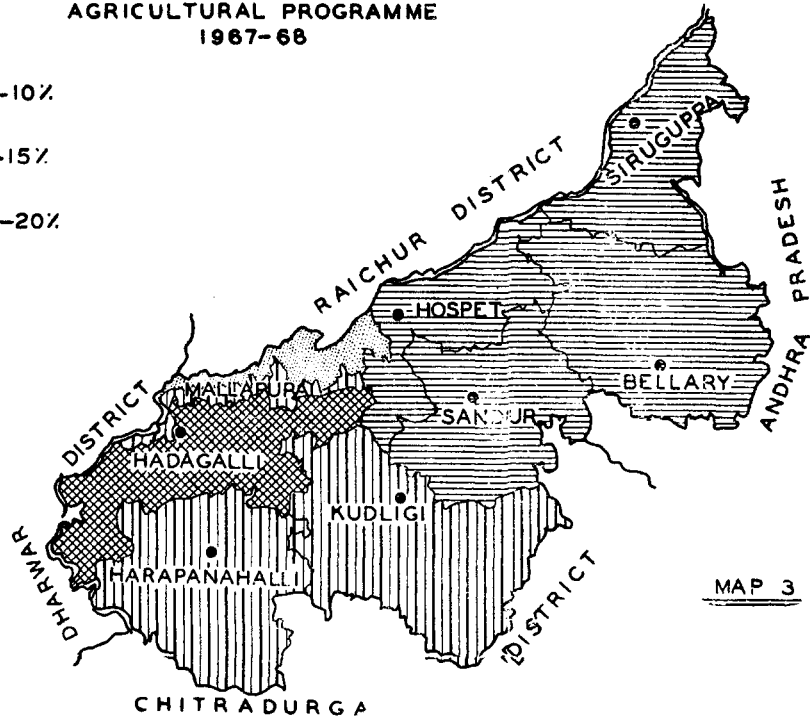 AGRICULTURAL PROGRAMME
1967-68
-10%
-15%
-20%
SIRUGUPPA
RAICHUR DISTRICT
ANDHRA PRADESH
HOSPET
MALLAPURAM
BELLARY
SANDUR
DISTRICT
HADAGALLI
KUDLIGI
DHARWAR
HARAPANAHALLI
DISTRICT
MAP 3
CHITRADURGA